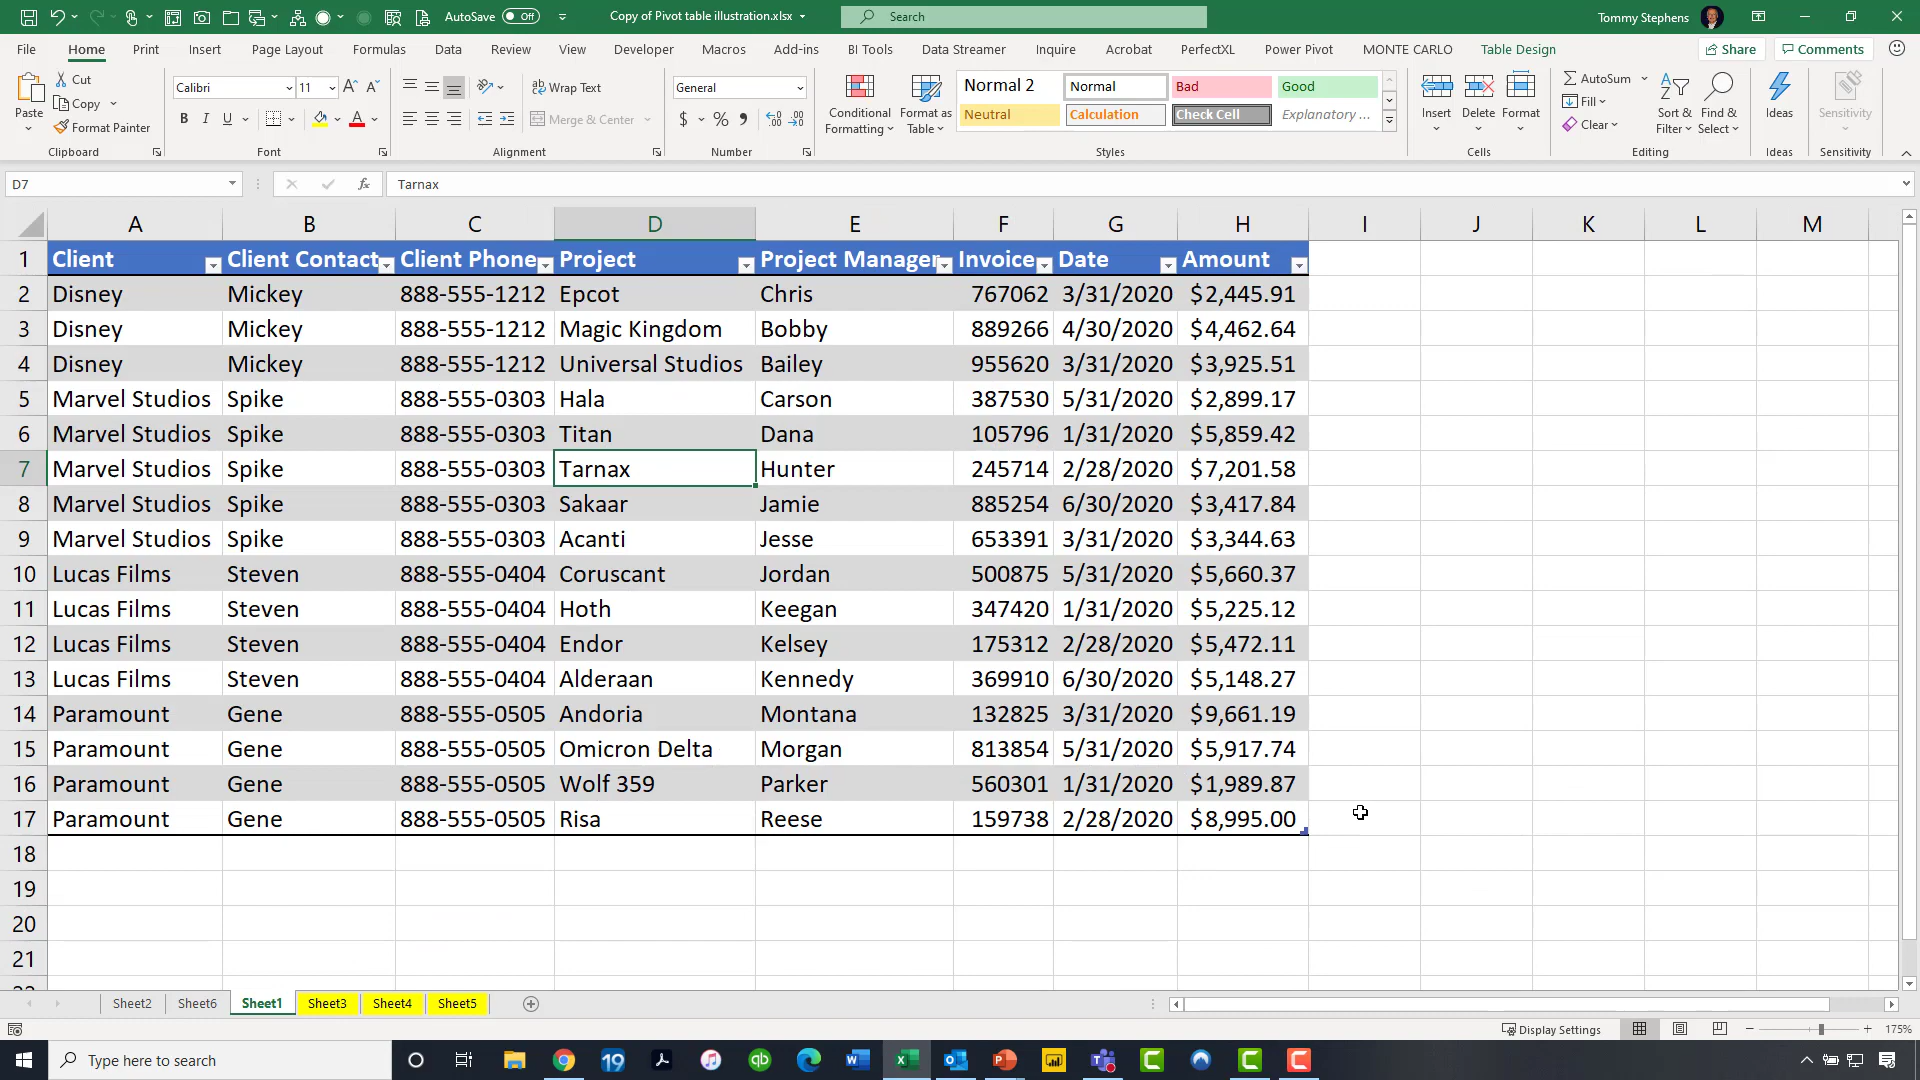 AutoSave Off Copy of Pivot table illustration.xlsx Search Tommy Stephens
File Home Print Insert Page Layout Formulas Data Review View Developer Macros Add-ins BI Tools Data Streamer Inquire Acrobat PerfectXL Power Pivot MONTE CARLO Table Design Share Comments
Paste Cut Copy Format Painter Clipboard
Calibri 11 B I U A Font
Wrap Text Merge & Center Alignment
General $ % Number
Conditional Formatting Format as Table Normal 2 Normal Bad Good Neutral Calculation Check Cell Explanatory ... Styles
Insert Delete Format Cells
AutoSum Fill Clear Sort & Filter Find & Select Editing
Ideas Ideas
Sensitivity Sensitivity
D7 fx Tarnax
A B C D E F G H I J K L M
1 Client Client Contact Client Phone Project Project Manager Invoice Date Amount
2 Disney Mickey 888-555-1212 Epcot Chris 767062 3/31/2020 $2,445.91
3 Disney Mickey 888-555-1212 Magic Kingdom Bobby 889266 4/30/2020 $4,462.64
4 Disney Mickey 888-555-1212 Universal Studios Bailey 955620 3/31/2020 $3,925.51
5 Marvel Studios Spike 888-555-0303 Hala Carson 387530 5/31/2020 $2,899.17
6 Marvel Studios Spike 888-555-0303 Titan Dana 105796 1/31/2020 $5,859.42
7 Marvel Studios Spike 888-555-0303 Tarnax Hunter 245714 2/28/2020 $7,201.58
8 Marvel Studios Spike 888-555-0303 Sakaar Jamie 885254 6/30/2020 $3,417.84
9 Marvel Studios Spike 888-555-0303 Acanti Jesse 653391 3/31/2020 $3,344.63
10 Lucas Films Steven 888-555-0404 Coruscant Jordan 500875 5/31/2020 $5,660.37
11 Lucas Films Steven 888-555-0404 Hoth Keegan 347420 1/31/2020 $5,225.12
12 Lucas Films Steven 888-555-0404 Endor Kelsey 175312 2/28/2020 $5,472.11
13 Lucas Films Steven 888-555-0404 Alderaan Kennedy 369910 6/30/2020 $5,148.27
14 Paramount Gene 888-555-0505 Andoria Montana 132825 3/31/2020 $9,661.19
15 Paramount Gene 888-555-0505 Omicron Delta Morgan 813854 5/31/2020 $5,917.74
16 Paramount Gene 888-555-0505 Wolf 359 Parker 560301 1/31/2020 $1,989.87
17 Paramount Gene 888-555-0505 Risa Reese 159738 2/28/2020 $8,995.00
18
19
20
21
Sheet2 Sheet6 Sheet1 Sheet3 Sheet4 Sheet5
Display Settings 175%
Type here to search 19